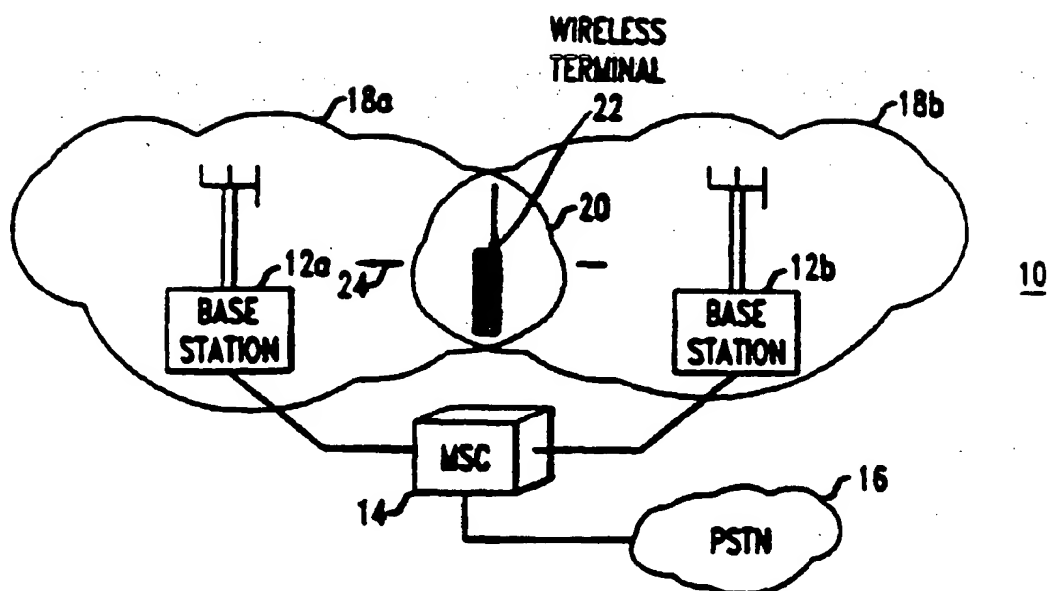 WIRELESS
TERMINAL
22
18a
18b
20
24
12a
12b
10
BASE
STATION
BASE
STATION
MSC
14
16
PSTN